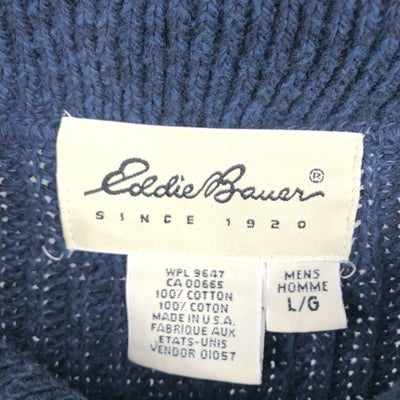 Eddie Bauer®
SINCE 1920
WPL 9647
CA 00665
100% COTTON
100% COTON
MADE IN U.S.A.
FABRIQUE AUX
ETATS-UNIS
VENDOR 01057
MENS
HOMME
L/G